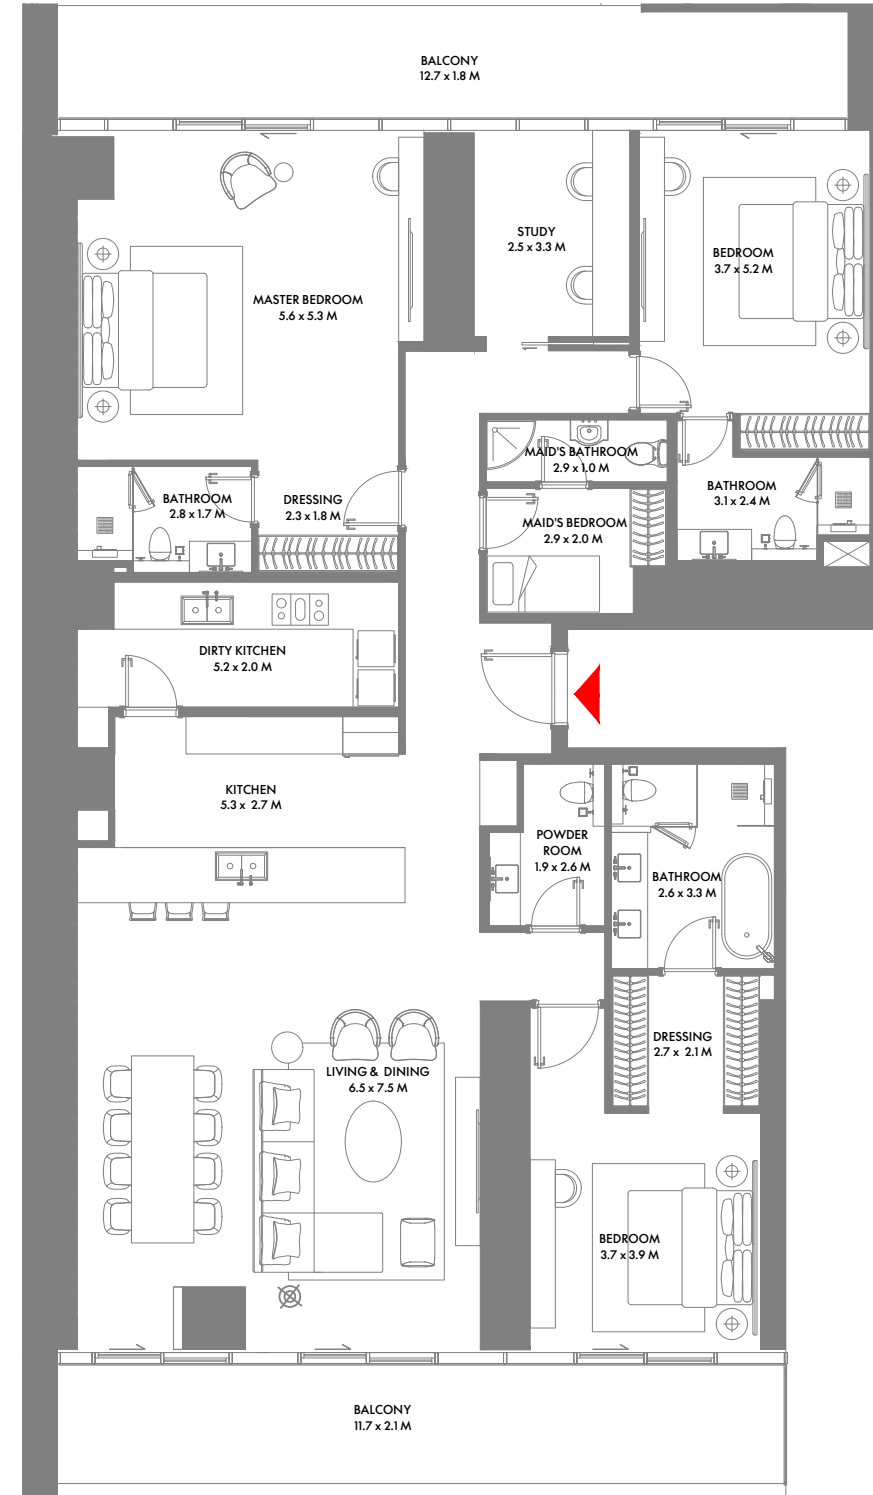 BALCONY
12.7 x 1.8 M
STUDY
2.5 x 3.3 M
BEDROOM
3.7 x 5.2 M
MASTER BEDROOM
5.6 x 5.3 M
MAID'S BATHROOM
2.9 x 1.0 M
BATHROOM
3.1 x 2.4 M
BATHROOM
2.8 x 1.7 M
DRESSING
2.3 x 1.8 M
MAID'S BEDROOM
2.9 x 2.0 M
DIRTY KITCHEN
5.2 x 2.0 M
KITCHEN
5.3 x 2.7 M
POWDER
ROOM
1.9 x 2.6 M
BATHROOM
2.6 x 3.3 M
DRESSING
2.7 x 2.1 M
LIVING & DINING
6.5 x 7.5 M
BEDROOM
3.7 x 3.9 M
BALCONY
11.7 x 2.1 M